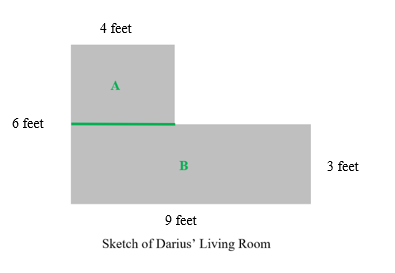 4 feet
A
6 feet
B
3 feet
9 feet
Sketch of Darius' Living Room